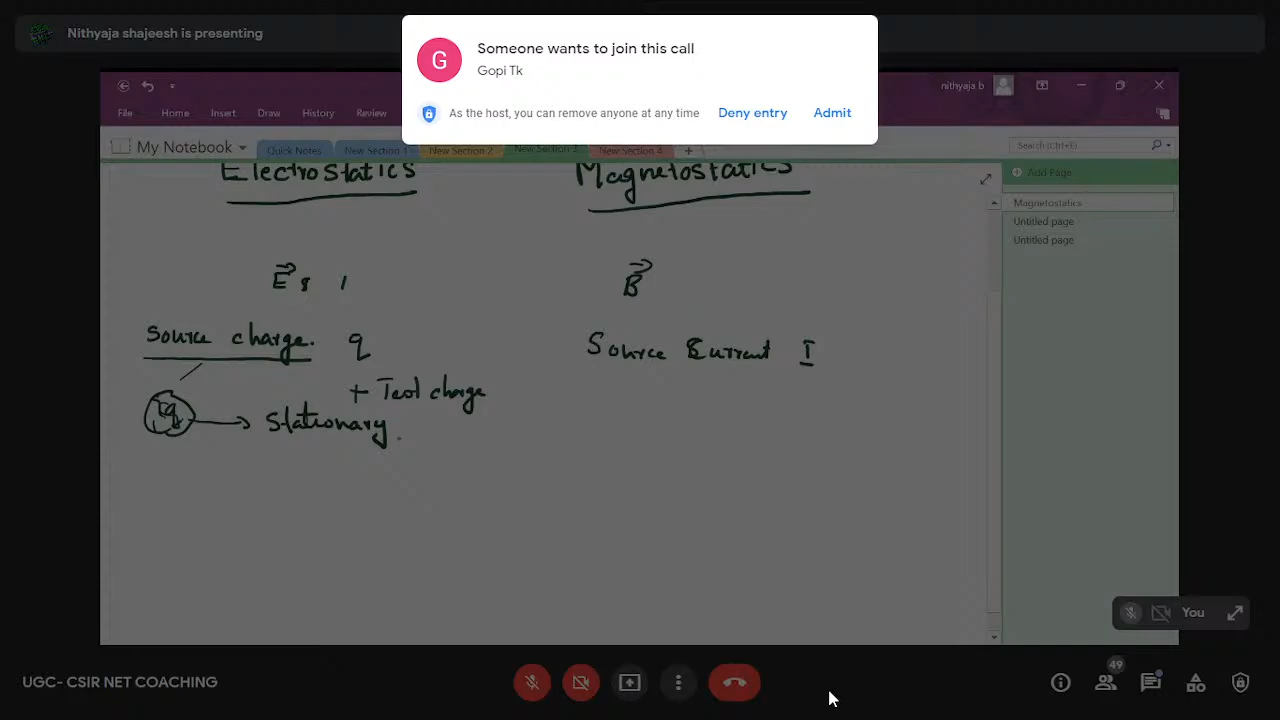 Nithyaja shajeesh is presenting
G
Someone wants to join this call
Gopi Tk
As the host, you can remove anyone at any time
Deny entry
Admit
nithyaja b
File Home Insert Draw History Review
My Notebook
Quick Notes New Section 1 New Section 2 New Section 3 New Section 4 +
Search (Ctrl+E)
Add Page
Magnetostatics
Untitled page
Untitled page
Electrostatics Magnetostatics
E B
Source charge. q Source Current I
+ Test charge
q → Stationary.
You
UGC- CSIR NET COACHING
49